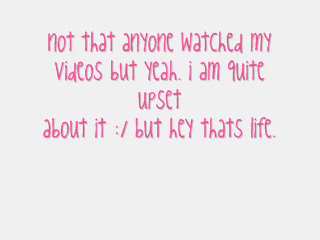 not that anyone watched my
videos but yeah. i am quite
upset
about it :/ but hey thats life.